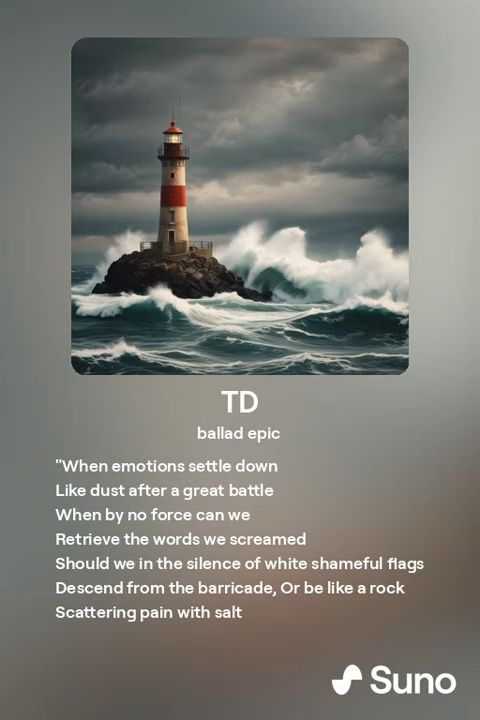 TD
ballad epic
"When emotions settle down
Like dust after a great battle
When by no force can we
Retrieve the words we screamed
Should we in the silence of white shameful flags
Descend from the barricade, Or be like a rock
Scattering pain with salt
Suno